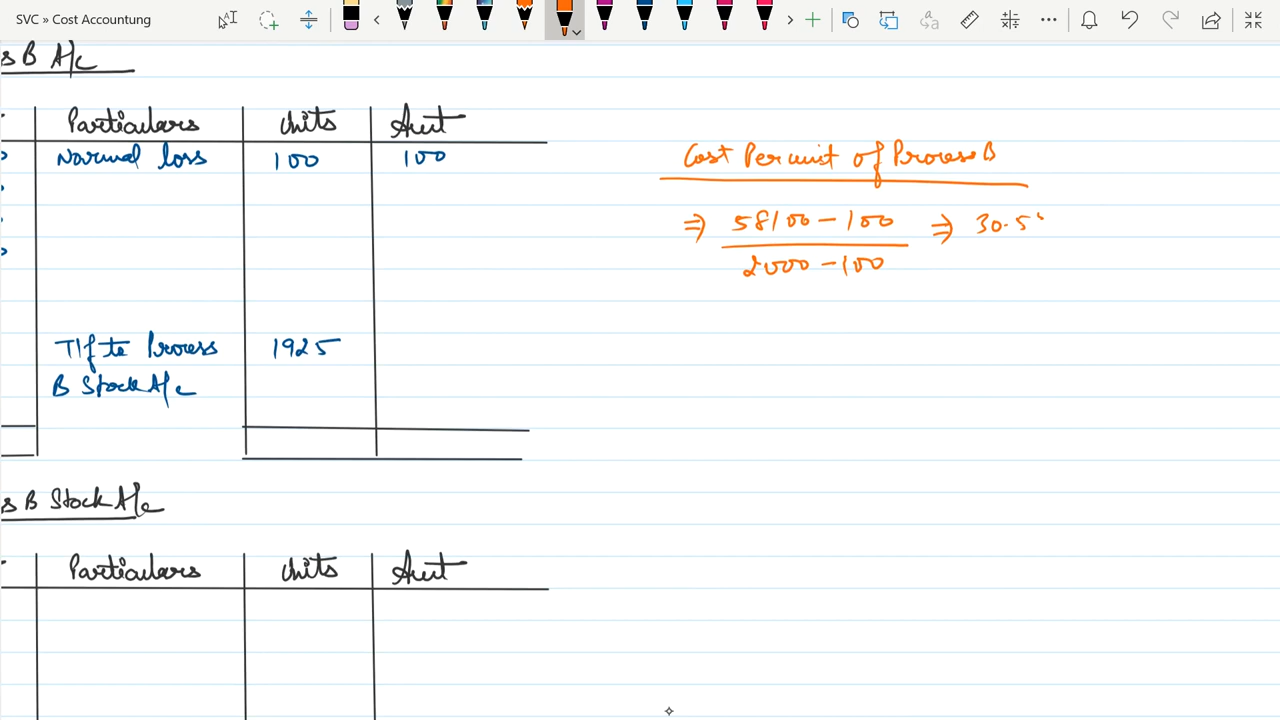 SVC » Cost Accountung
s B A/c
Particulars Units Amt
Normal loss 100 100
Cost Per unit of Process B
⇒ 58100 - 100 ⇒ 30.5
2000 - 100
T/f to Process 1925
B Stock A/c
s B Stock A/c
Particulars Units Amt